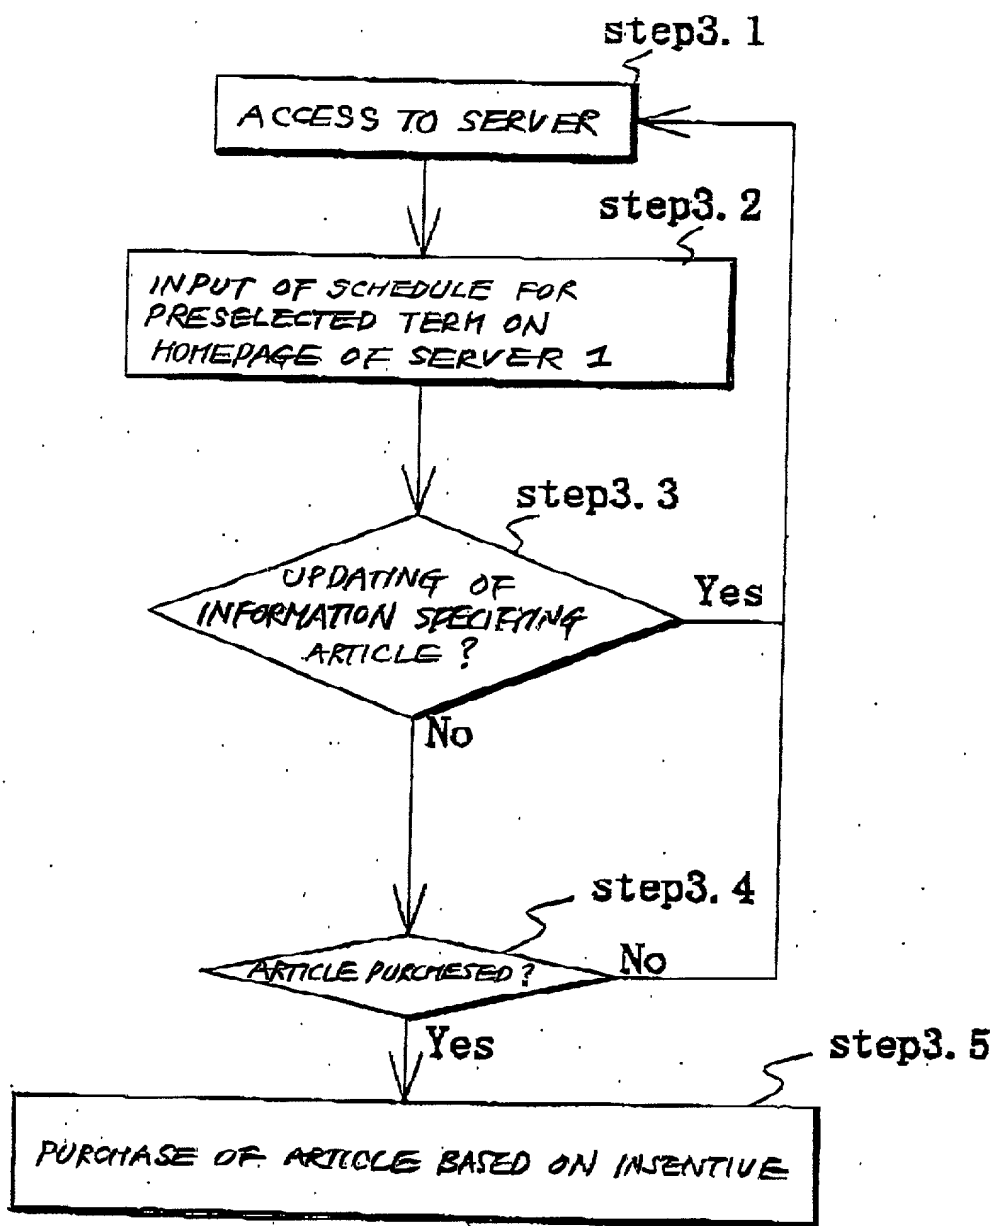 step3.1
ACCESS TO SERVER
step3.2
INPUT OF SCHEDULE FOR
PRESELECTED TERM ON
HOMEPAGE OF SERVER 1
step3.3
UPDATING OF
INFORMATION SPECIFYING
ARTICLE?
Yes
No
step3.4
ARTICLE PURCHESED?
No
Yes
step3.5
PURCHASE OF ARTICLE BASED ON INSENTIVE